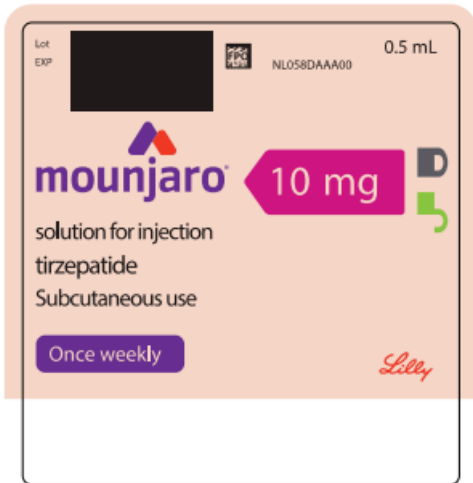 Lot
EXP
NL058DAAA00
0.5 mL
mounjaro®
10 mg
solution for injection
tirzepatide
Subcutaneous use
Once weekly
Lilly